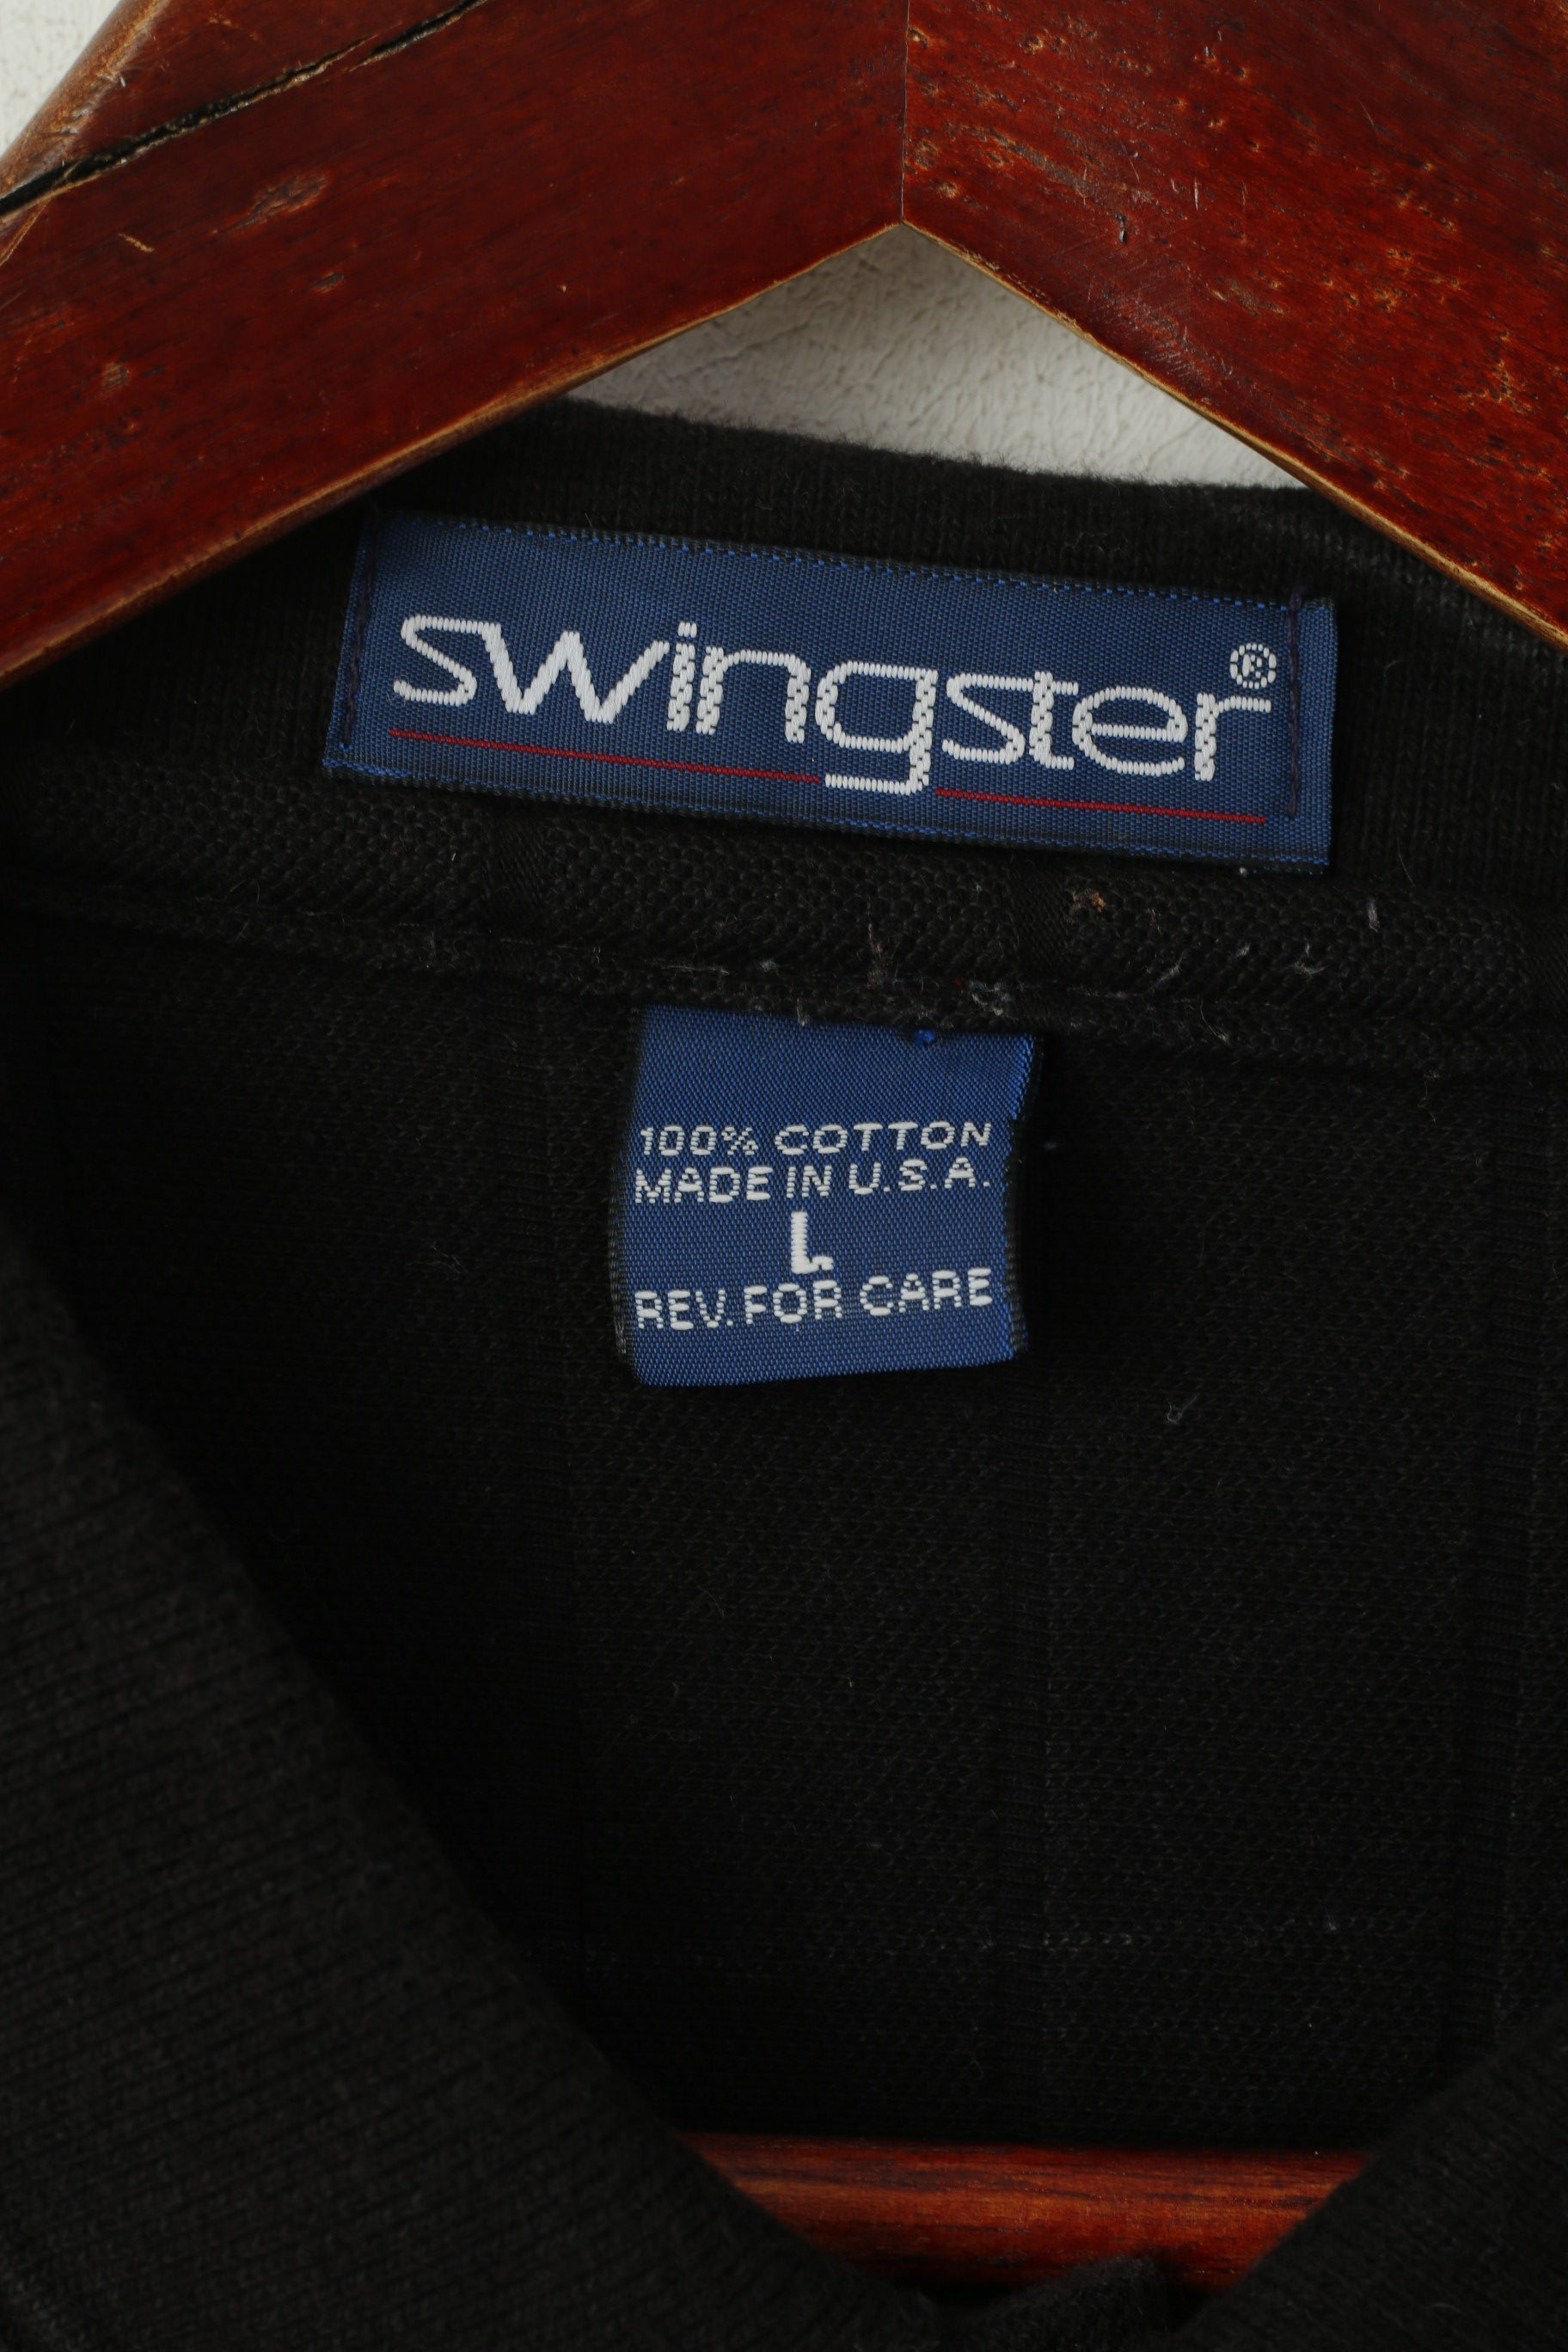 swingster®
100% COTTON
MADE IN U.S.A.
L
REV. FOR CARE